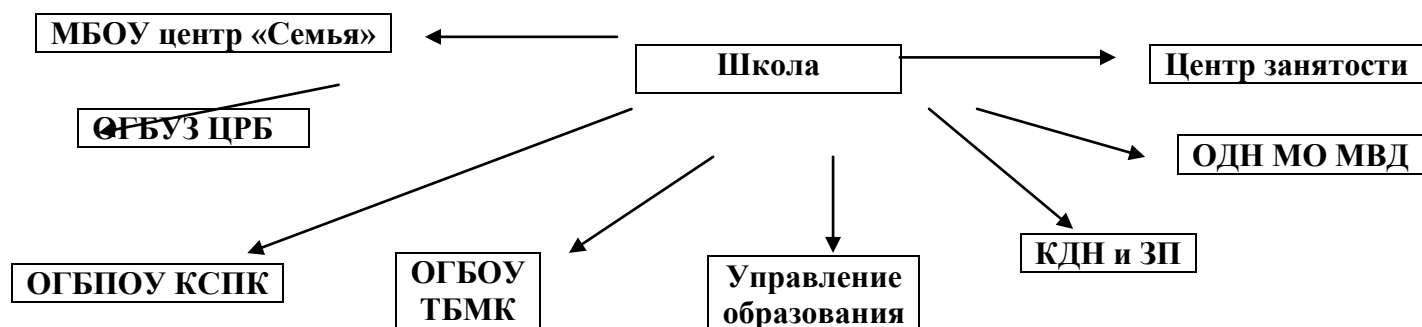 МБОУ центр «Семья»
Школа
Центр занятости
ОГБУЗ ЦРБ
ОДН МО МВД
КДН и ЗП
ОГБПОУ КСПК
ОГБОУ
ТБМК
Управление
образования